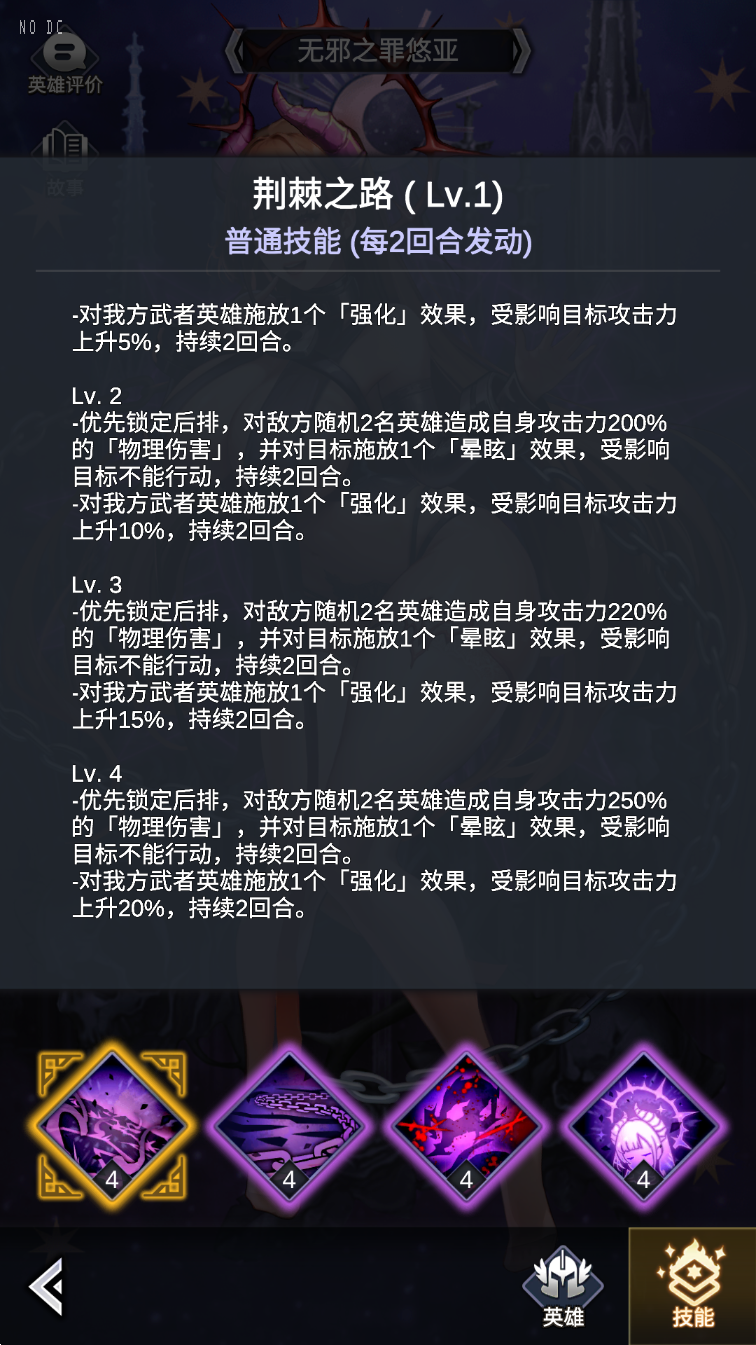 NO DC
无邪之罪悠亚
英雄评价
故事
荆棘之路 ( Lv.1)
普通技能 (每2回合发动)
-对我方武者英雄施放1个「强化」效果，受影响目标攻击力
上升5%，持续2回合。
Lv. 2
-优先锁定后排，对敌方随机2名英雄造成自身攻击力200%
的「物理伤害」，并对目标施放1个「晕眩」效果，受影响
目标不能行动，持续2回合。
-对我方武者英雄施放1个「强化」效果，受影响目标攻击力
上升10%，持续2回合。
Lv. 3
-优先锁定后排，对敌方随机2名英雄造成自身攻击力220%
的「物理伤害」，并对目标施放1个「晕眩」效果，受影响
目标不能行动，持续2回合。
-对我方武者英雄施放1个「强化」效果，受影响目标攻击力
上升15%，持续2回合。
Lv. 4
-优先锁定后排，对敌方随机2名英雄造成自身攻击力250%
的「物理伤害」，并对目标施放1个「晕眩」效果，受影响
目标不能行动，持续2回合。
-对我方武者英雄施放1个「强化」效果，受影响目标攻击力
上升20%，持续2回合。
4 4 4 4
英雄 技能